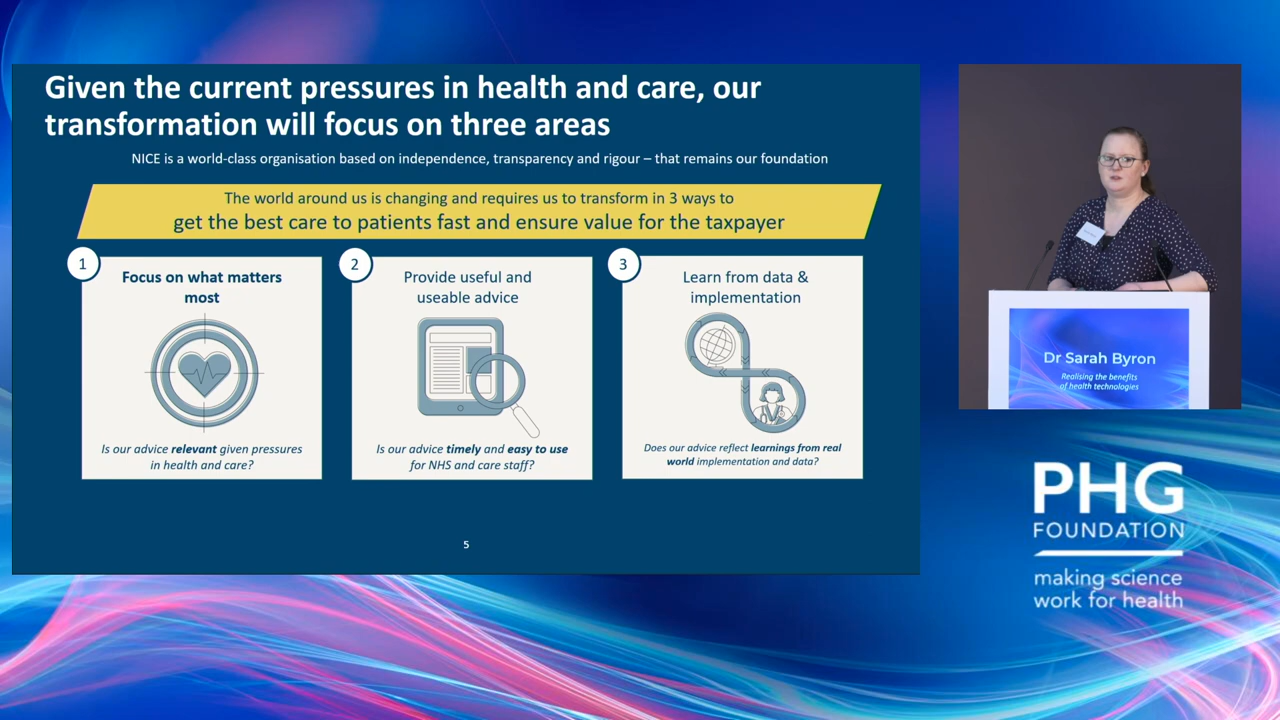 Given the current pressures in health and care, our
transformation will focus on three areas
NICE is a world-class organisation based on independence, transparency and rigour – that remains our foundation
The world around us is changing and requires us to transform in 3 ways to
get the best care to patients fast and ensure value for the taxpayer
1
Focus on what matters
most
Is our advice relevant given pressures
in health and care?
2
Provide useful and
useable advice
Is our advice timely and easy to use
for NHS and care staff?
3
Learn from data &
implementation
Does our advice reflect learnings from real
world implementation and data?
5
Dr Sarah Byron
Realising the benefits
of health technologies
PHG
FOUNDATION
making science
work for health